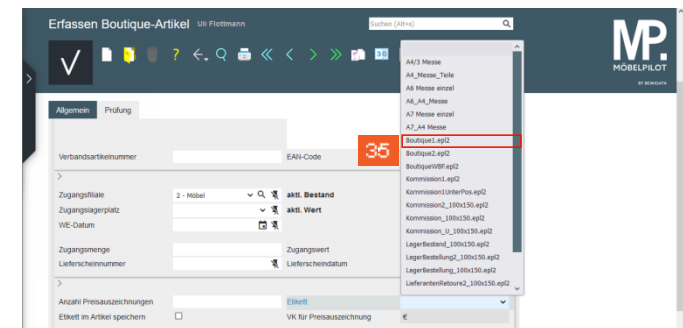 Erfassen Boutique-Artikel Uli Flottmann
Suchen (Alt+s)
MP.
MÖBELPILOT
BY BEWIDATA
Allgemein Prüfung
A4/3 Messe
A4_Messe_Teile
A6 Messe einzel
A6_A4_Messe
A7 Messe einzel
A7_A4 Messe
Boutique1.epl2
Boutique2.epl2
BoutiqueWBF.epl2
Kommission1.epl2
Kommission1UnterPos.epl2
Kommission2_100x150.epl2
Kommission_100x150.epl2
Kommission_U_100x150.epl2
LagerBestand_100x150.epl2
LagerBestellung2_100x150.epl2
LagerBestellung_100x150.epl2
LieferantenRetoure2_100x150.epl2
35
Verbandsartikelnummer EAN-Code
Zugangsfiliale 2 - Möbel aktl. Bestand
Zugangslagerplatz aktl. Wert
WE-Datum
Zugangsmenge Zugangswert
Lieferscheinnummer Lieferscheindatum
Anzahl Preisauszeichnungen Etikett
Etikett im Artikel speichern VK für Preisauszeichnung €